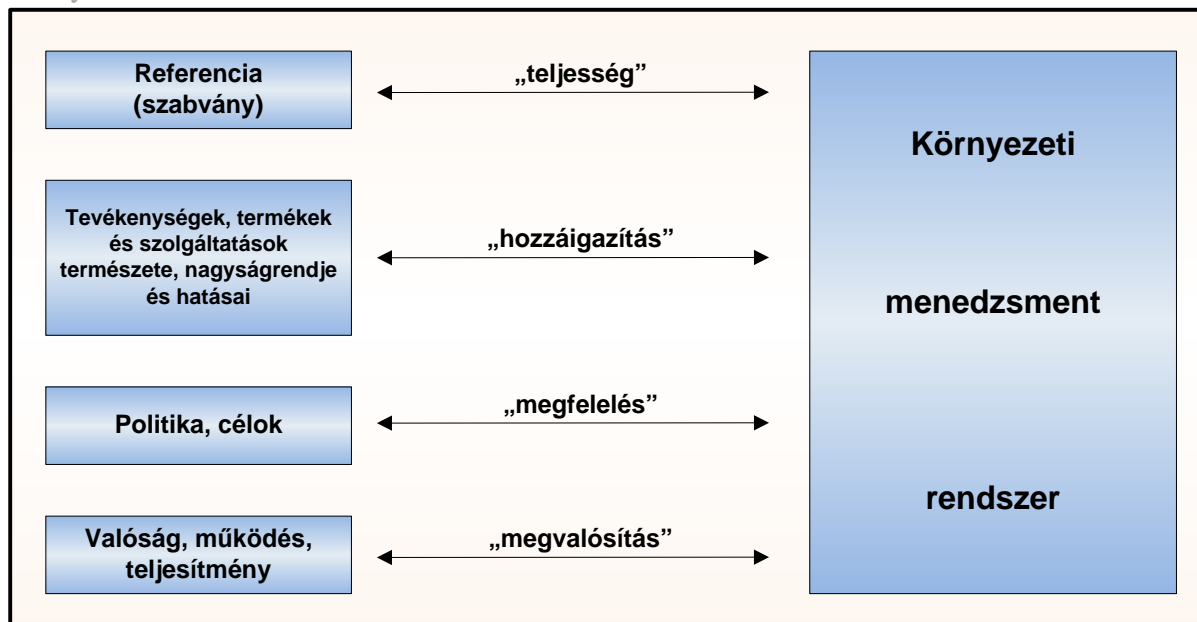 Referencia
(szabvány)
„teljesség”
Környezeti
Tevékenységek, termékek
és szolgáltatások
természete, nagyságrendje
és hatásai
„hozzáigazítás”
menedzsment
Politika, célok
„megfelelés”
rendszer
Valóság, működés,
teljesítmény
„megvalósítás”